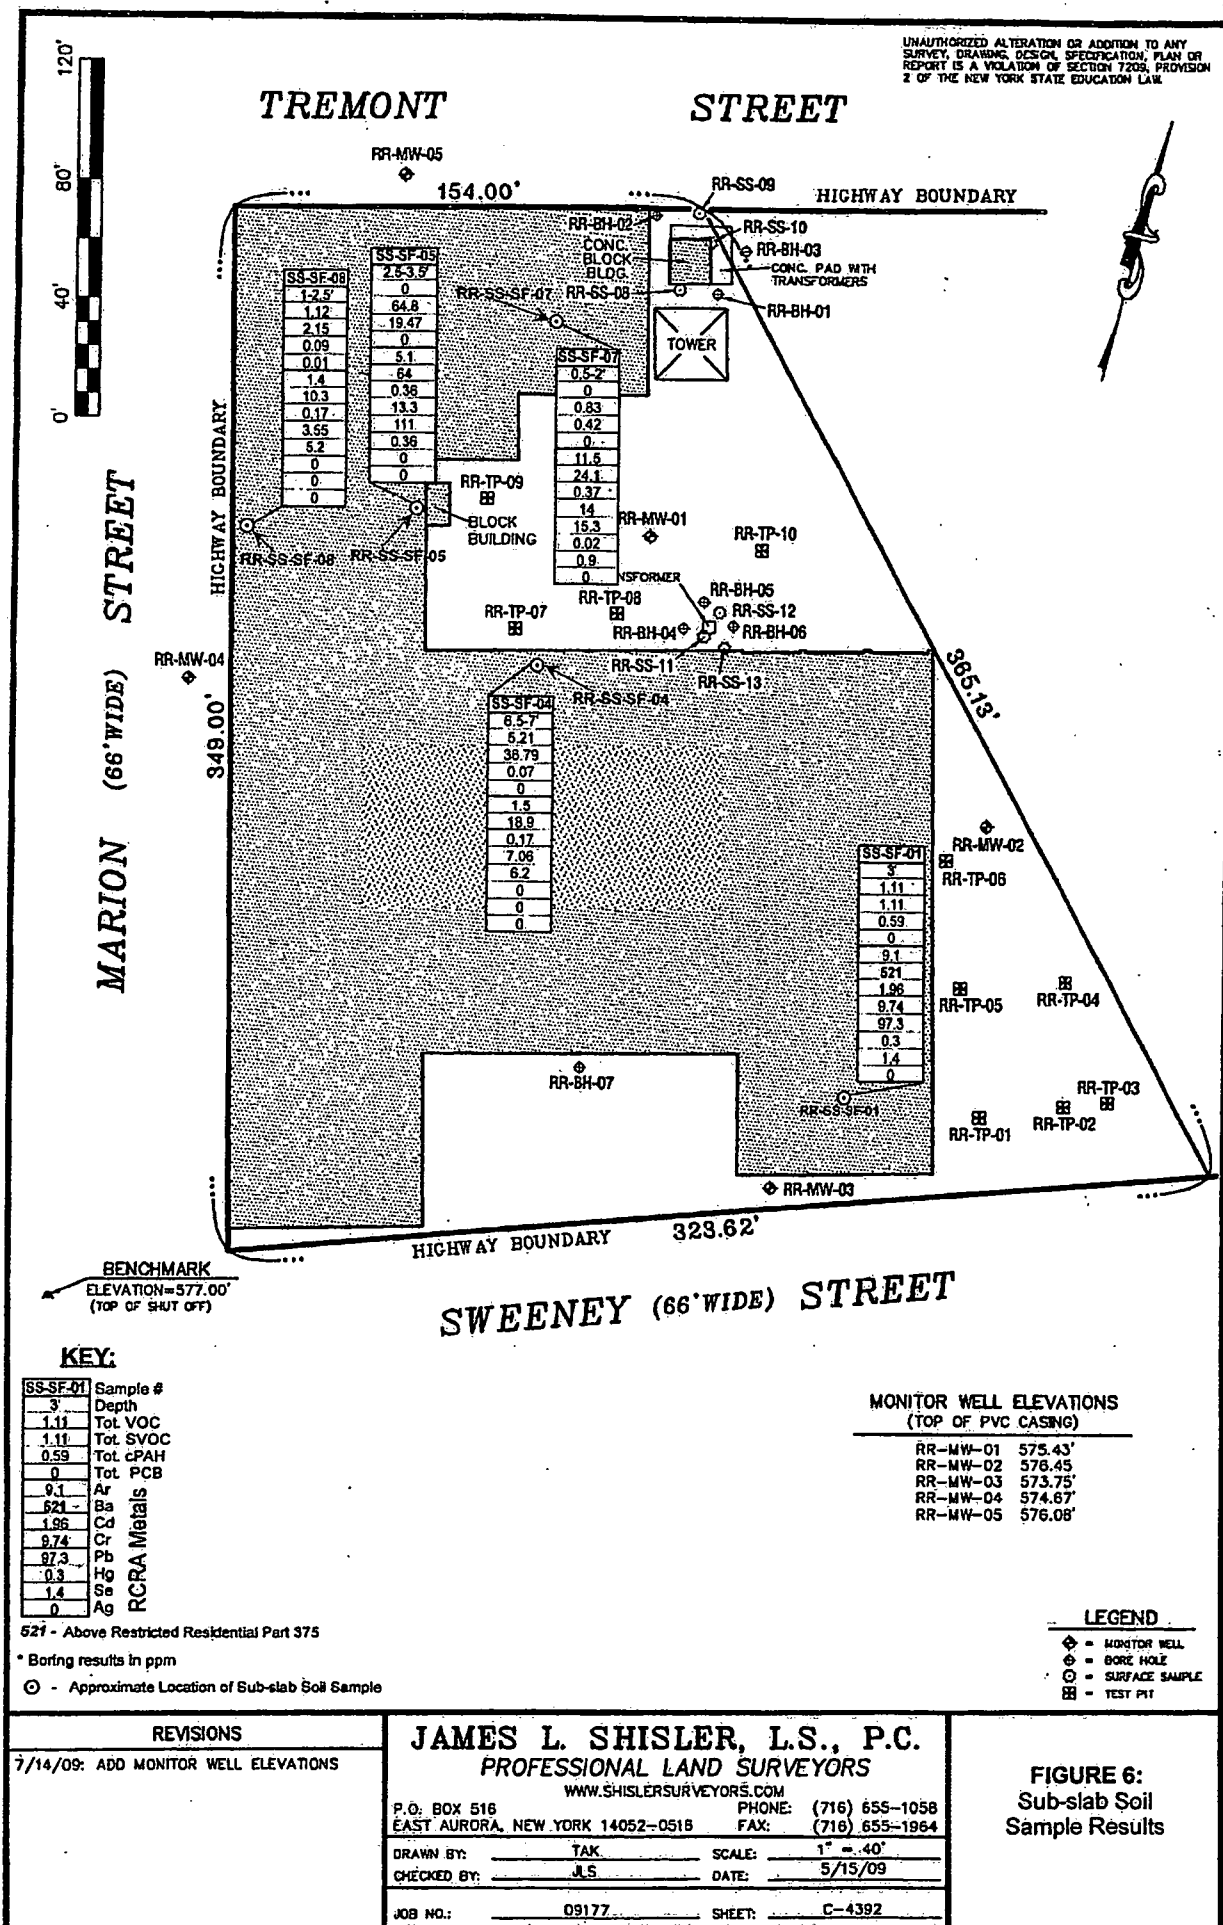 UNAUTHORIZED ALTERATION OR ADDITION TO ANY
SURVEY, DRAWING, DESIGN, SPECIFICATION, PLAN OR
REPORT IS A VIOLATION OF SECTION 7209, PROVISION
2 OF THE NEW YORK STATE EDUCATION LAW.
120'
80'
40'
0'
TREMONT STREET
RR-MW-05
154.00'
RR-SS-09
HIGHWAY BOUNDARY
RR-BH-02
RR-SS-10
CONC.
BLOCK
BLDG.
RR-BH-03
CONC. PAD WITH
TRANSFORMERS
RR-SS-08
RR-BH-01
TOWER
SS-SF-08
1-2.5'
1.12
2.15
0.09
0.01
1.4
10.3
0.17
3.55
5.2
0
0
0
SS-SF-05
2.5-3.5'
0
64.8
19.47
0
5.1
64
0.36
13.3
111
0.36
0
0
RR-SS-SF-07
SS-SF-07
0.5-2'
0
0.83
0.42
0
11.5
24.1
0.37
14
15.3
0.02
0.9
0
HIGHWAY BOUNDARY
RR-TP-09
BLOCK
BUILDING
RR-MW-01
RR-TP-10
RR-SS-SF-08
RR-SS-SF-05
NSFORMER
RR-BH-05
RR-TP-07
RR-TP-08
RR-SS-12
RR-BH-04
RR-BH-06
RR-SS-11
RR-SS-13
MARION (66'WIDE) STREET
RR-MW-04
349.00'
365.13'
RR-SS-SF-04
SS-SF-04
6.5-7'
5.21
36.79
0.07
0
1.5
18.9
0.17
7.06
6.2
0
0
0
RR-MW-02
RR-TP-06
SS-SF-01
3'
1.11
1.11
0.59
0
9.1
521
1.96
9.74
97.3
0.3
1.4
0
RR-TP-05
RR-TP-04
RR-BH-07
RR-SS-SF-01
RR-TP-03
RR-TP-02
RR-TP-01
RR-MW-03
HIGHWAY BOUNDARY
323.62'
BENCHMARK
ELEVATION=577.00'
(TOP OF SHUT OFF)
SWEENEY (66'WIDE) STREET
KEY:
SS-SF-01 Sample #
3' Depth
1.11 Tot. VOC
1.11 Tot. SVOC
0.59 Tot. cPAH
0 Tot. PCB
9.1 Ar
521 Ba
1.96 Cd
9.74 Cr
97.3 Pb
0.3 Hg
1.4 Se
0 Ag
RCRA Metals
521 - Above Restricted Residential Part 375
* Boring results in ppm
- Approximate Location of Sub-slab Soil Sample
MONITOR WELL ELEVATIONS
(TOP OF PVC CASING)
RR-MW-01 575.43'
RR-MW-02 576.45
RR-MW-03 573.75'
RR-MW-04 574.67'
RR-MW-05 576.08'
LEGEND
= MONITOR WELL
= BORE HOLE
= SURFACE SAMPLE
= TEST PIT
REVISIONS
7/14/09: ADD MONITOR WELL ELEVATIONS
JAMES L. SHISLER, L.S., P.C.
PROFESSIONAL LAND SURVEYORS
WWW.SHISLERSURVEYORS.COM
P.O. BOX 516 PHONE: (716) 655-1058
EAST AURORA, NEW YORK 14052-0516 FAX: (716) 655-1964
DRAWN BY: TAK SCALE: 1" = 40'
CHECKED BY: JLS DATE: 5/15/09
JOB NO.: 09177 SHEET: C-4392
FIGURE 6:
Sub-slab Soil
Sample Results